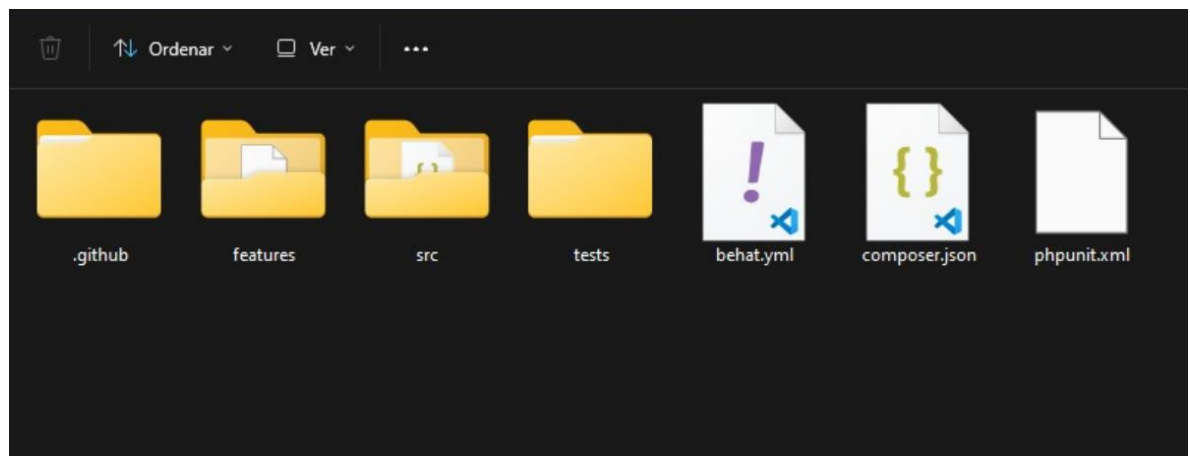 Ordenar Ver
.github features src tests behat.yml composer.json phpunit.xml